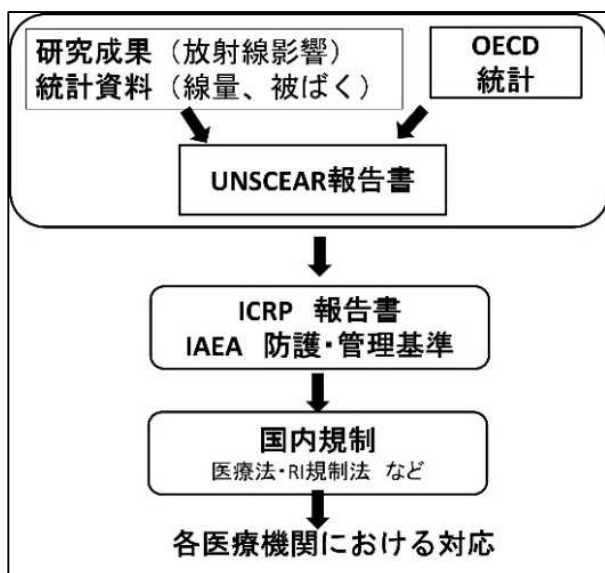 研究成果（放射線影響）
統計資料（線量、被ばく）
OECD
統計
UNSCEAR報告書
ICRP 報告書
IAEA 防護・管理基準
国内規制
医療法・RI規制法 など
各医療機関における対応